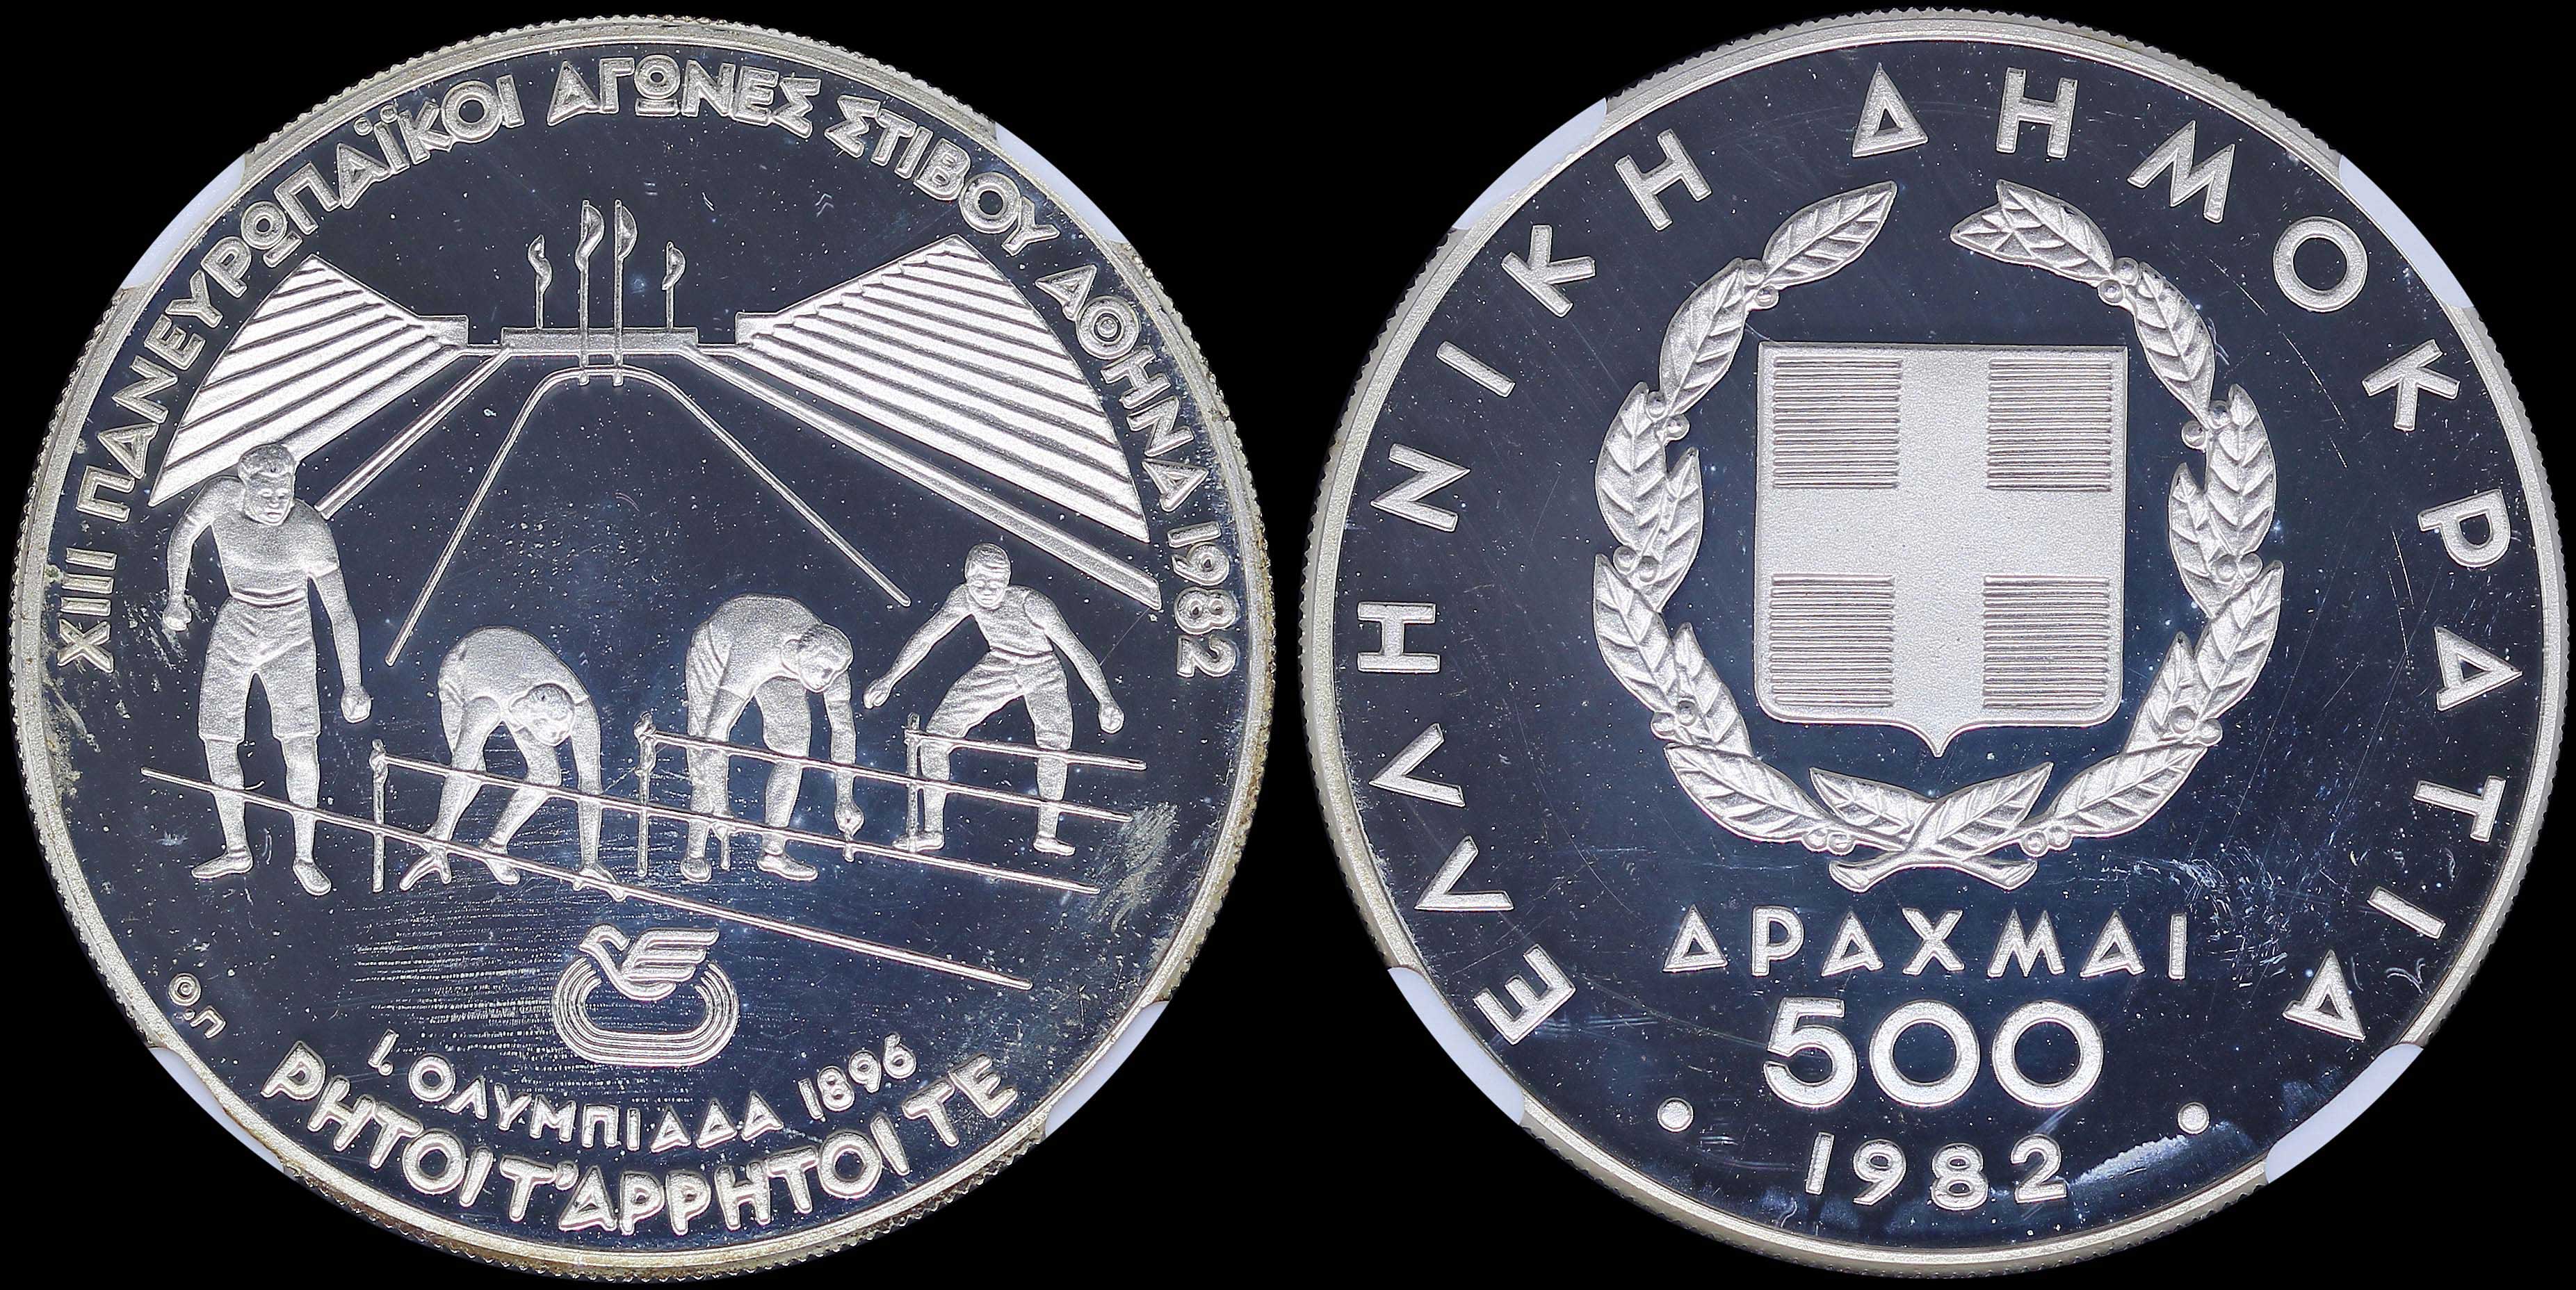 XIII ΠΑΝΕΥΡΩΠΑΪΚΟΙ ΑΓΩΝΕΣ ΣΤΙΒΟΥ ΑΘΗΝΑ 1982
Θ,Π
I. ΟΛΥΜΠΙΑΔΑ 1896
ΡΗΤΟΙ Τ'ΑΡΡΗΤΟΙ ΤΕ
ΕΛΛΗΝΙΚΗ ΔΗΜΟΚΡΑΤΙΑ
ΔΡΑΧΜΑΙ
500
• 1982 •